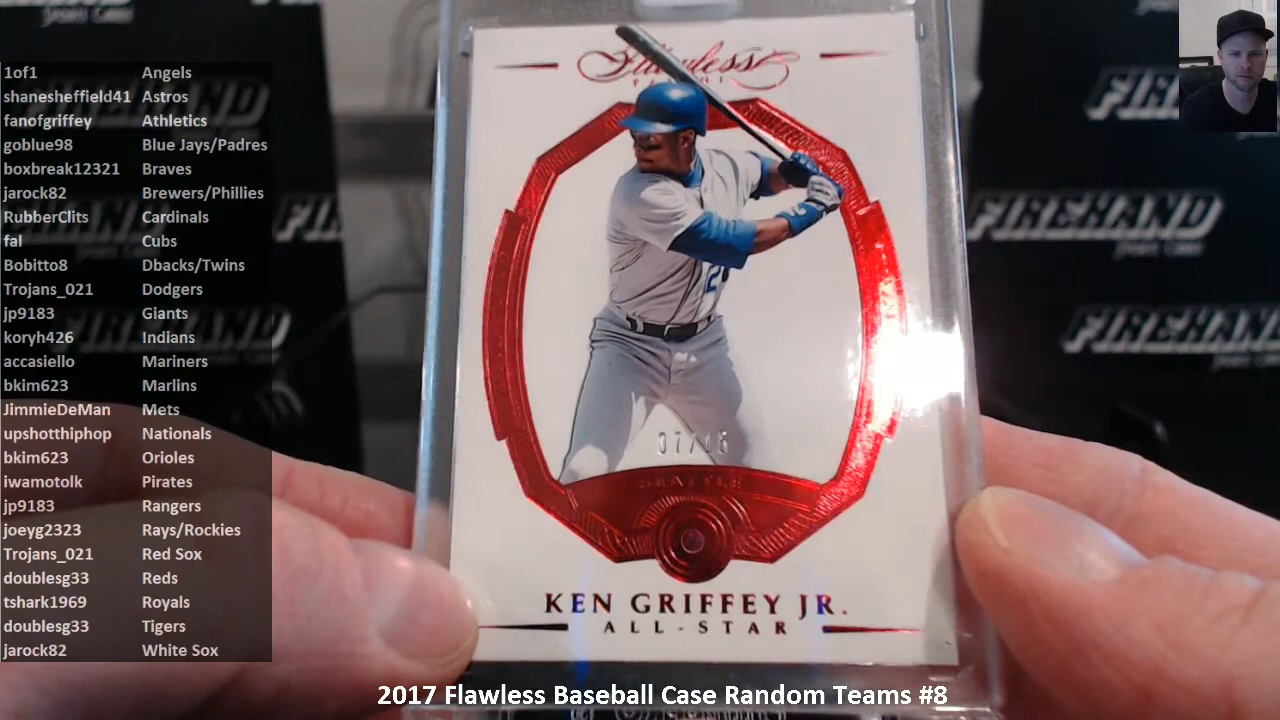 1of1 Angels
shanesheffield41 Astros
fanofgriffey Athletics
goblue98 Blue Jays/Padres
boxbreak12321 Braves
jarock82 Brewers/Phillies
RubberClits Cardinals
fal Cubs
Bobitto8 Dbacks/Twins
Trojans_021 Dodgers
jp9183 Giants
koryh426 Indians
accasiello Mariners
bkim623 Marlins
JimmieDeMan Mets
upshotthiphop Nationals
bkim623 Orioles
iwamotolk Pirates
jp9183 Rangers
joeyg2323 Rays/Rockies
Trojans_021 Red Sox
doublesg33 Reds
tshark1969 Royals
doublesg33 Tigers
jarock82 White Sox
Flawless
SEATTLE
KEN GRIFFEY JR.
ALL-STAR
FIREHAND
FIREHAND
FIREHAND
2017 Flawless Baseball Case Random Teams #8